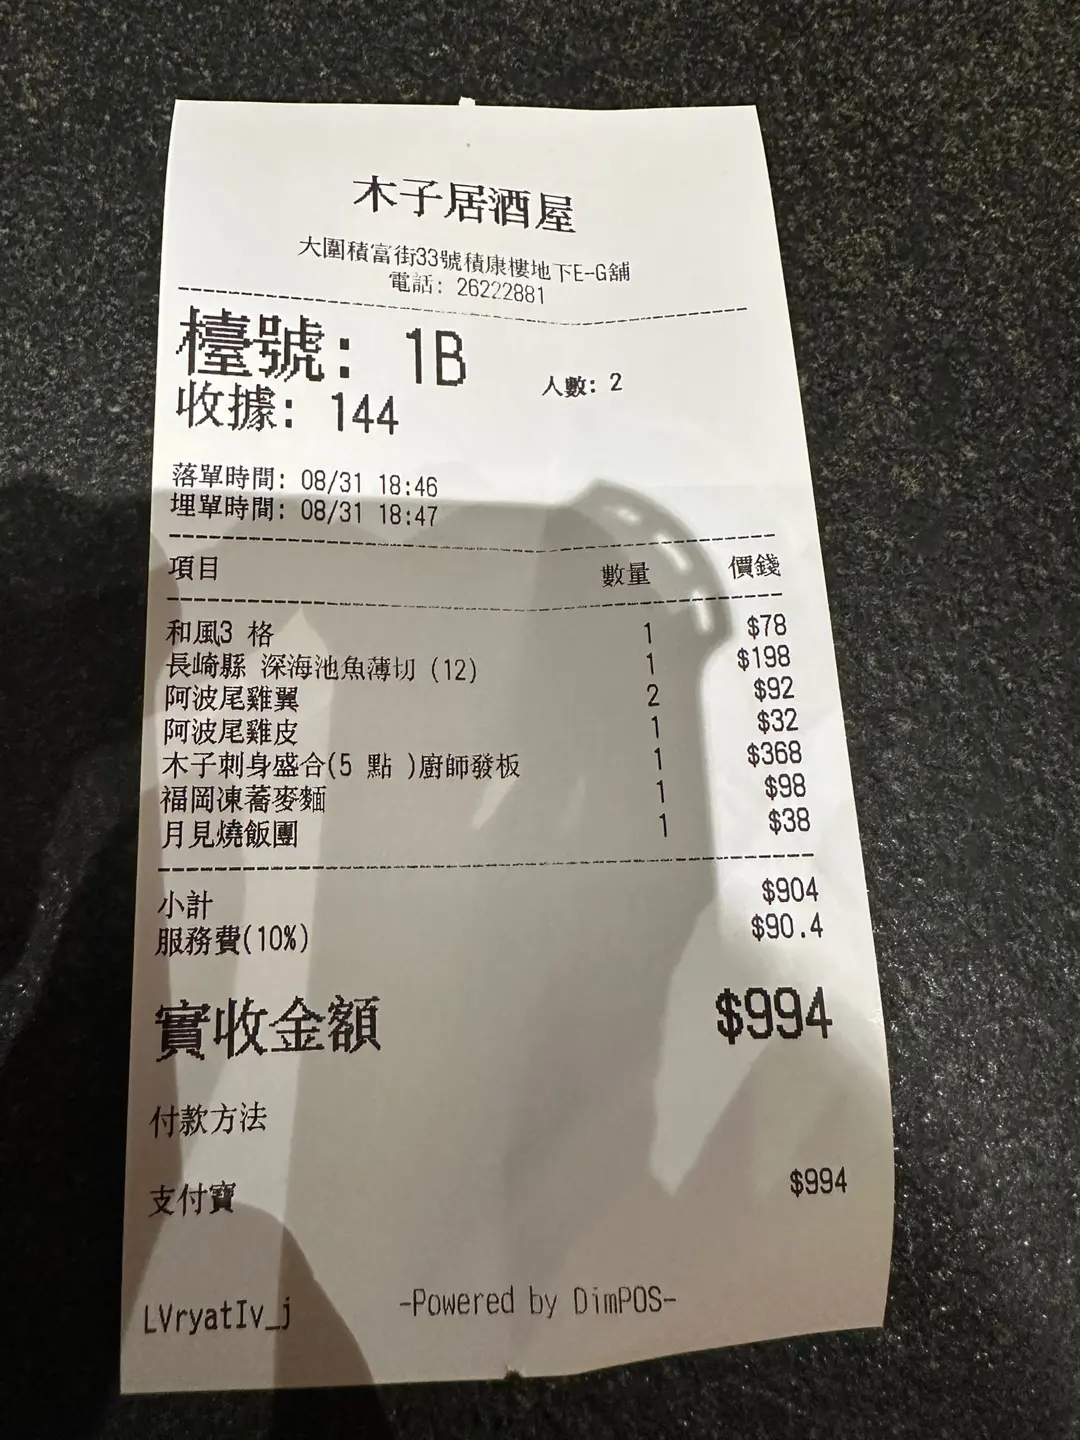 木子居酒屋
大圍積富街33號積康樓地下E-G舖
電話: 26222881
檯號: 1B 人數: 2
收據: 144
落單時間: 08/31 18:46
埋單時間: 08/31 18:47
項目 數量 價錢
和風3 格 1 $78
長崎縣 深海池魚薄切 (12) 1 $198
阿波尾雞翼 2 $92
阿波尾雞皮 1 $32
木子刺身盛合(5 點 )廚師發板 1 $368
福岡凍蕎麥麵 1 $98
月見燒飯團 1 $38
小計 $904
服務費(10%) $90.4
實收金額 $994
付款方法
支付寶 $994
LVryatIv_j -Powered by DimPOS-